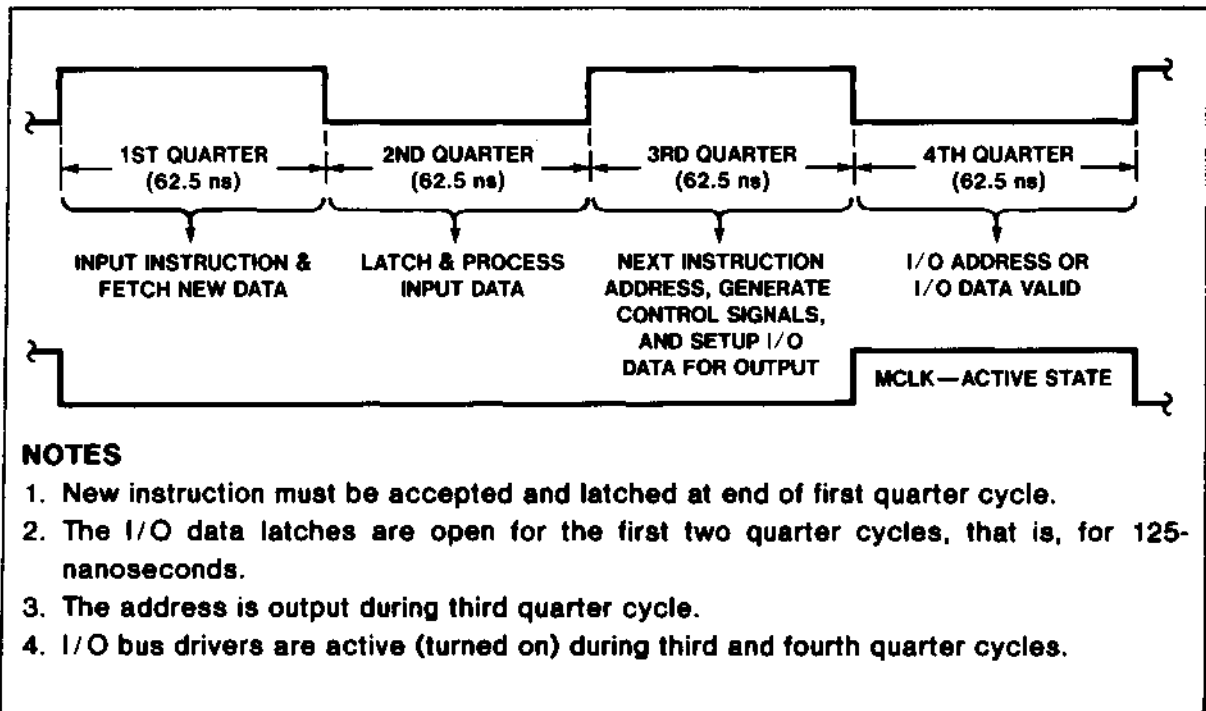 1ST QUARTER
(62.5 ns)
2ND QUARTER
(62.5 ns)
3RD QUARTER
(62.5 ns)
4TH QUARTER
(62.5 ns)
INPUT INSTRUCTION &
FETCH NEW DATA
LATCH & PROCESS
INPUT DATA
NEXT INSTRUCTION
ADDRESS, GENERATE
CONTROL SIGNALS,
AND SETUP I/O
DATA FOR OUTPUT
I/O ADDRESS OR
I/O DATA VALID
MCLK—ACTIVE STATE
NOTES
1. New instruction must be accepted and latched at end of first quarter cycle.
2. The I/O data latches are open for the first two quarter cycles, that is, for 125-
nanoseconds.
3. The address is output during third quarter cycle.
4. I/O bus drivers are active (turned on) during third and fourth quarter cycles.